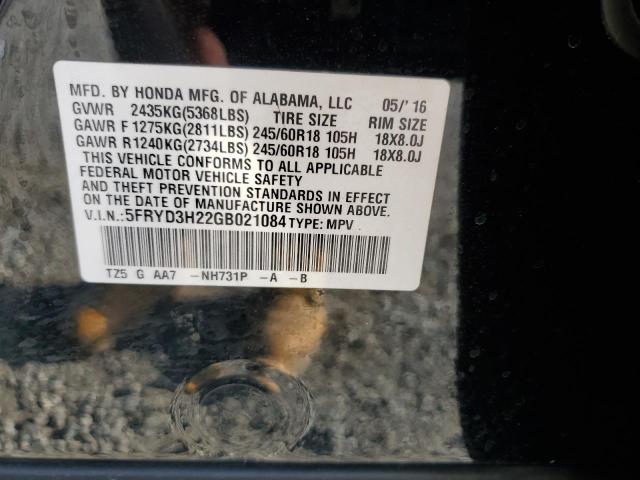 MFD. BY HONDA MFG. OF ALABAMA, LLC 05/'16
GVWR 2435KG(5368LBS) TIRE SIZE RIM SIZE
GAWR F 1275KG(2811LBS) 245/60R18 105H 18X8.0J
GAWR R 1240KG(2734LBS) 245/60R18 105H 18X8.0J
THIS VEHICLE CONFORMS TO ALL APPLICABLE
FEDERAL MOTOR VEHICLE SAFETY
AND THEFT PREVENTION STANDARDS IN EFFECT
ON THE DATE OF MANUFACTURE SHOWN ABOVE.
V.I.N.:5FRYD3H22GB021084 TYPE: MPV
TZ5 G AA7 -NH731P -A -B